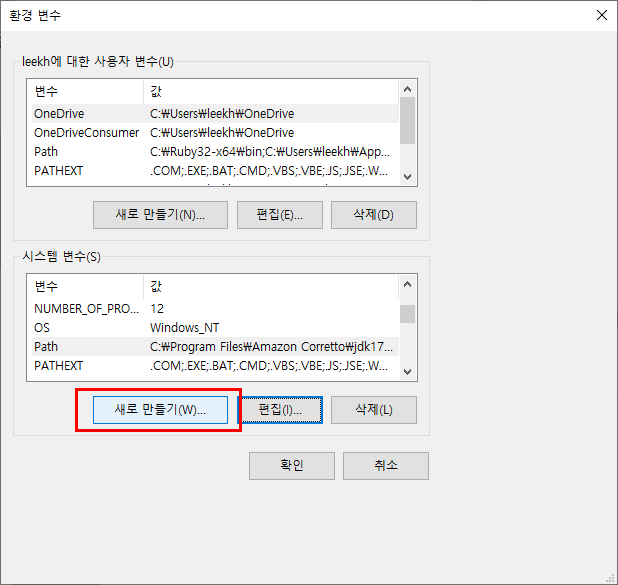 환경 변수
leekh에 대한 사용자 변수(U)
변수 값
OneDrive C:₩Users₩leekh₩OneDrive
OneDriveConsumer C:₩Users₩leekh₩OneDrive
Path C:₩Ruby32-x64₩bin;C:₩Users₩leekh₩App...
PATHEXT .COM;.EXE;.BAT;.CMD;.VBS;.VBE;.JS;.JSE;.W...
새로 만들기(N)... 편집(E)... 삭제(D)
시스템 변수(S)
변수 값
NUMBER_OF_PRO... 12
OS Windows_NT
Path C:₩Program Files₩Amazon Corretto₩jdk17...
PATHEXT .COM;.EXE;.BAT;.CMD;.VBS;.VBE;.JS;.JSE;.W...
새로 만들기(W)... 편집(I)... 삭제(L)
확인 취소